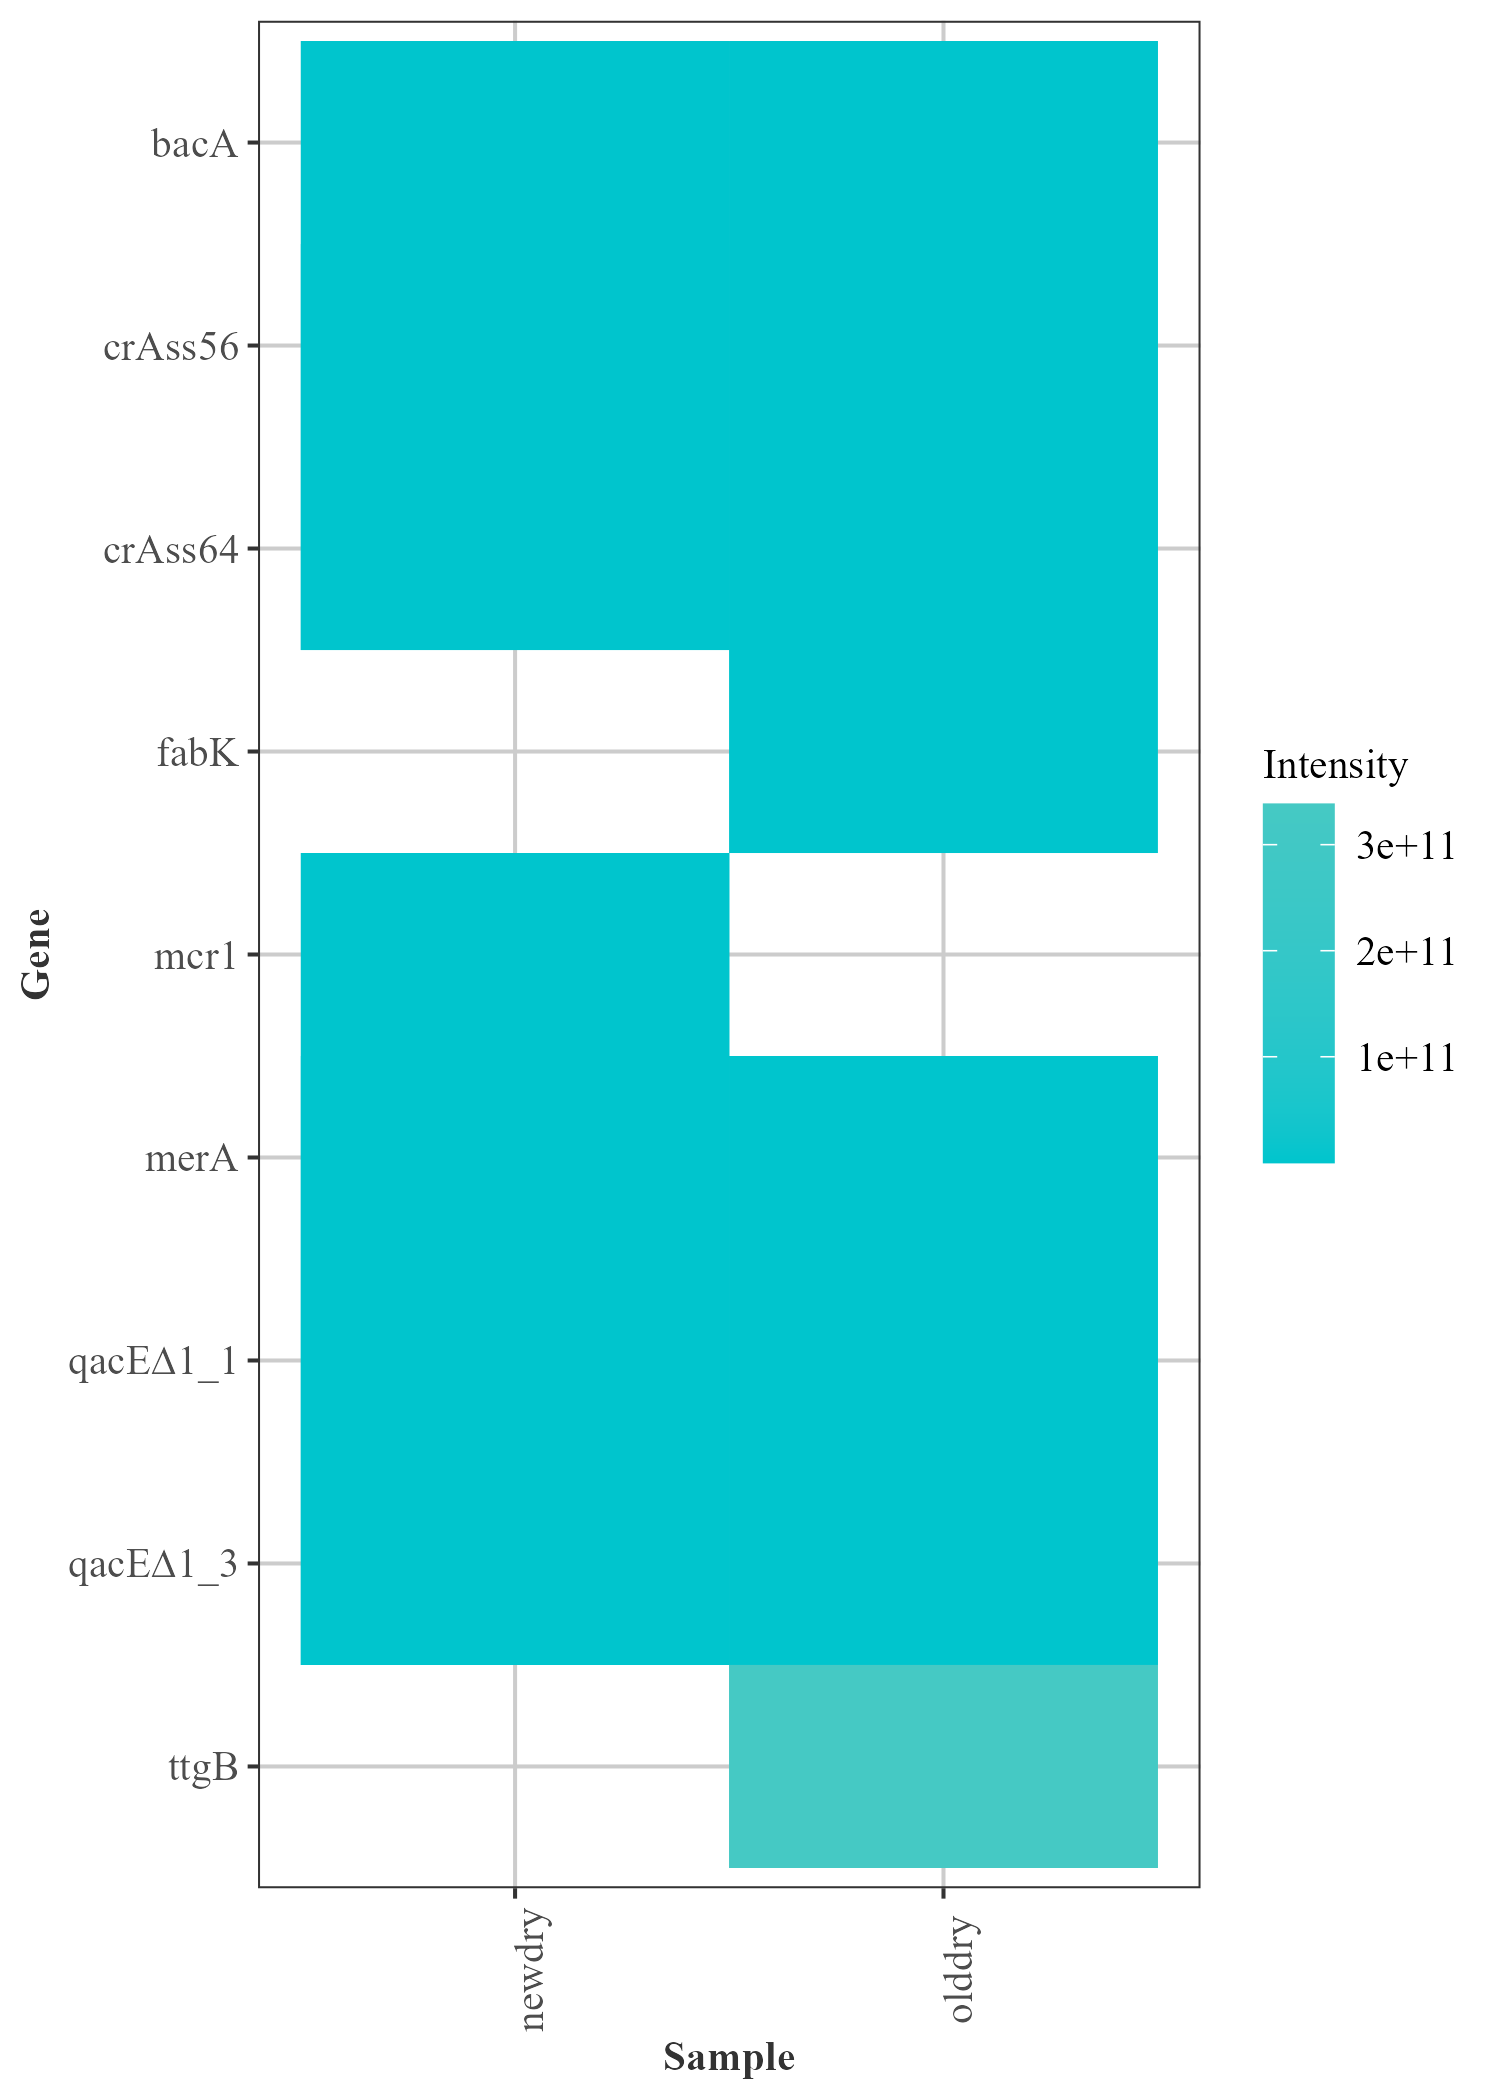 bacA
crAss56
crAss64
fabK
mcr1
merA
qacEΔ1_1
qacEΔ1_3
ttgB
Gene
newdry
olddry
Sample
Intensity
3e+11
2e+11
1e+11